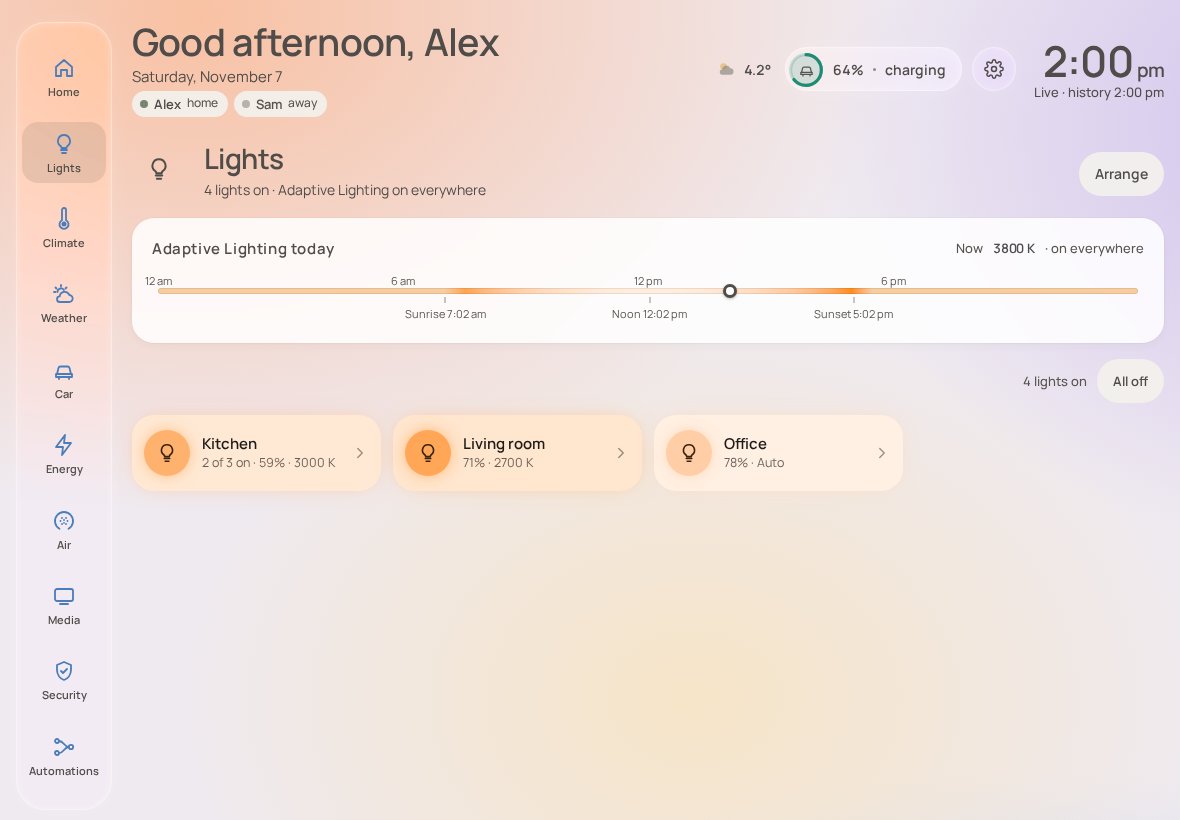 Good afternoon, Alex
Saturday, November 7
Alex home
Sam away
4.2°
64% · charging
2:00 pm
Live · history 2:00 pm
Home
Lights
Climate
Weather
Car
Energy
Air
Media
Security
Automations
Lights
4 lights on · Adaptive Lighting on everywhere
Arrange
Adaptive Lighting today
Now 3800 K · on everywhere
12 am
6 am
12 pm
6 pm
Sunrise 7:02 am
Noon 12:02 pm
Sunset 5:02 pm
4 lights on
All off
Kitchen
2 of 3 on · 59% · 3000 K
Living room
71% · 2700 K
Office
78% · Auto